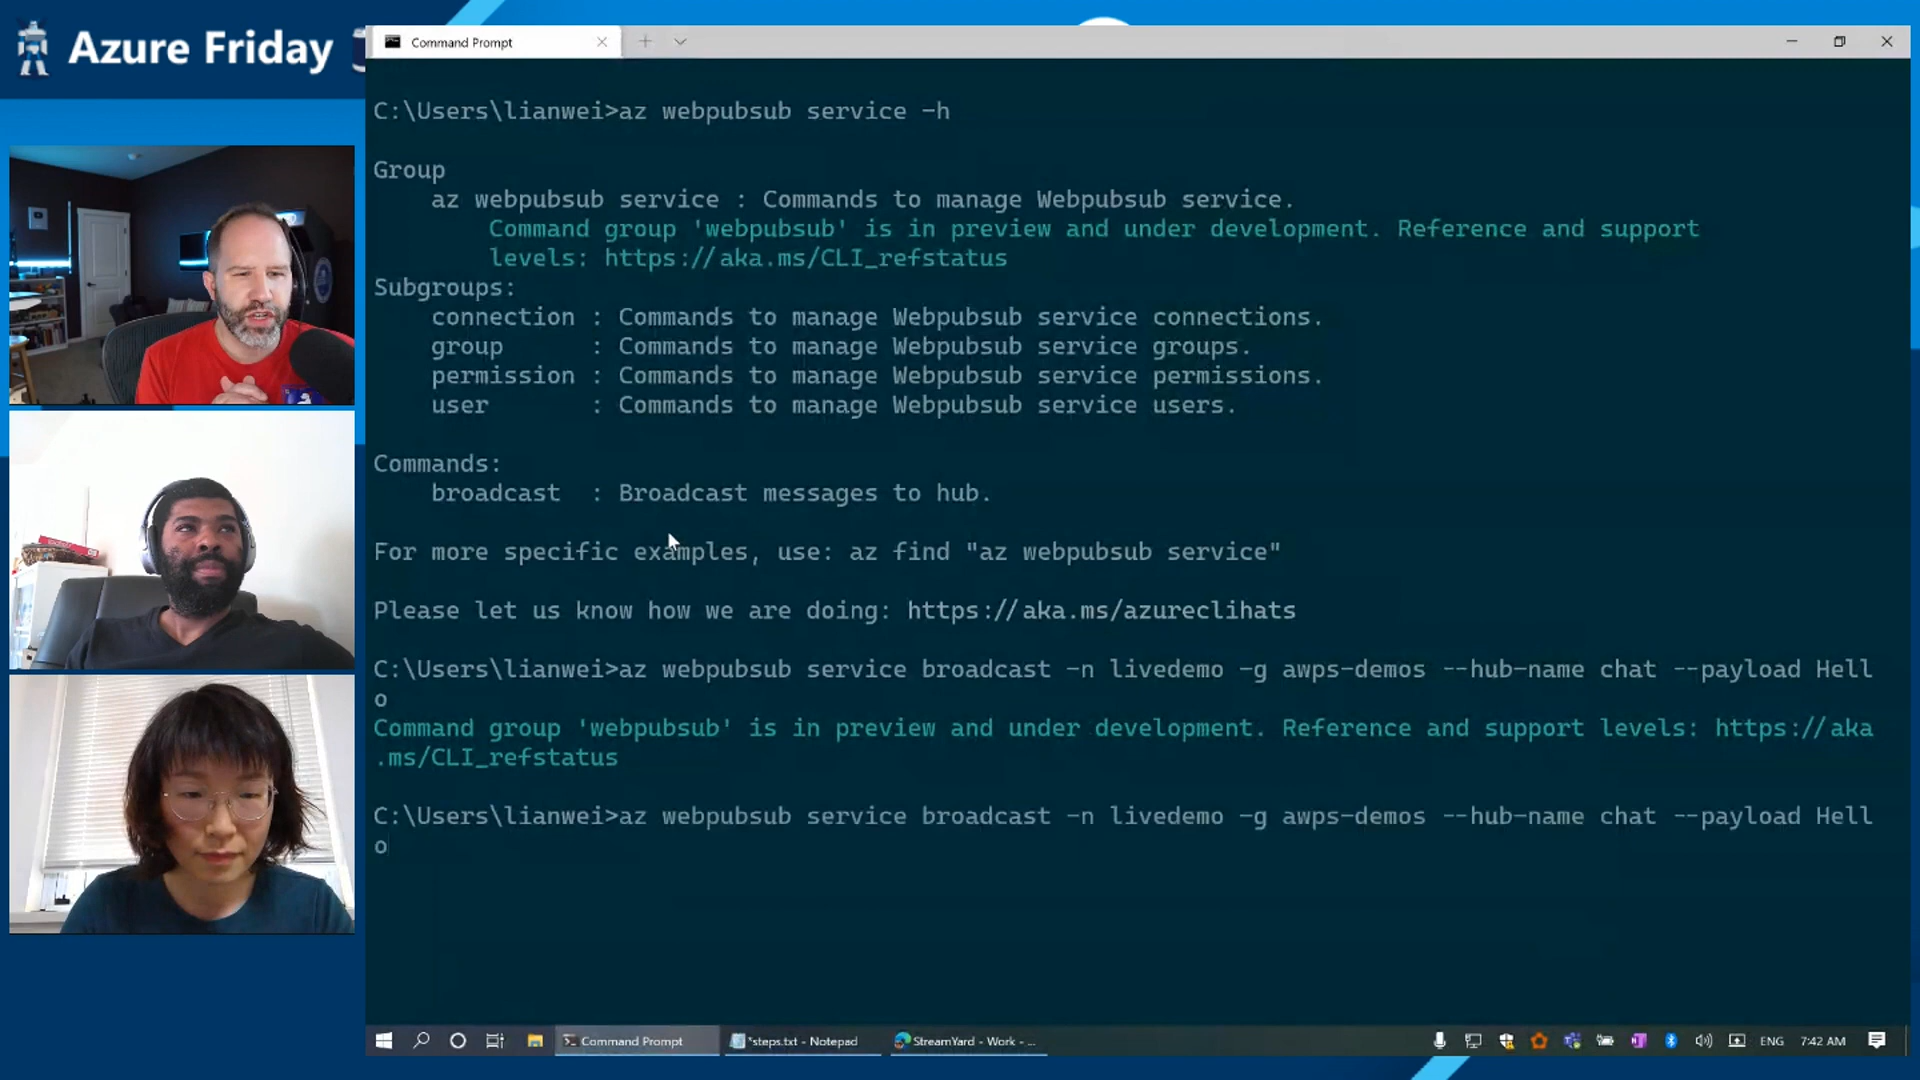 Azure Friday
Command Prompt
C:\Users\lianwei>az webpubsub service -h
Group
az webpubsub service : Commands to manage Webpubsub service.
Command group 'webpubsub' is in preview and under development. Reference and support
levels: https://aka.ms/CLI_refstatus
Subgroups:
connection : Commands to manage Webpubsub service connections.
group : Commands to manage Webpubsub service groups.
permission : Commands to manage Webpubsub service permissions.
user : Commands to manage Webpubsub service users.
Commands:
broadcast : Broadcast messages to hub.
For more specific examples, use: az find "az webpubsub service"
Please let us know how we are doing: https://aka.ms/azureclihats
C:\Users\lianwei>az webpubsub service broadcast -n livedemo -g awps-demos --hub-name chat --payload Hell
o
Command group 'webpubsub' is in preview and under development. Reference and support levels: https://aka
.ms/CLI_refstatus
C:\Users\lianwei>az webpubsub service broadcast -n livedemo -g awps-demos --hub-name chat --payload Hell
o
Command Prompt
*steps.txt - Notepad
StreamYard - Work - ...
ENG
7:42 AM